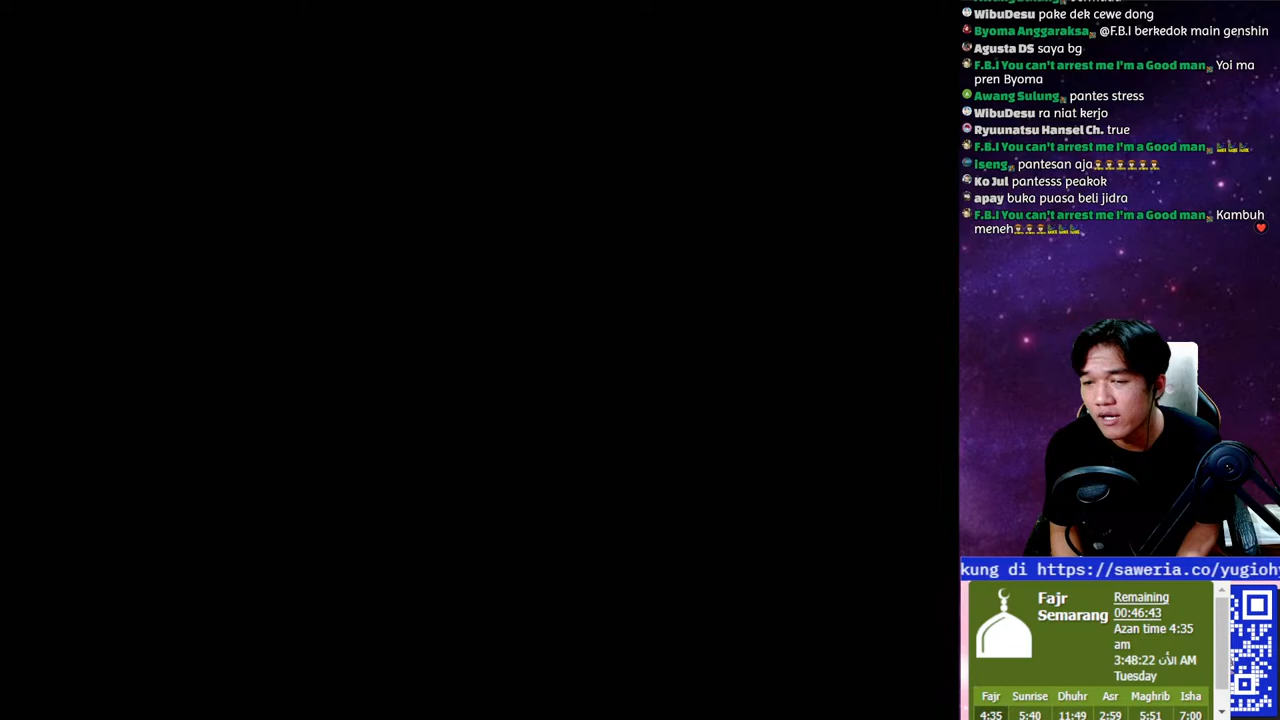 WibuDesu pake dek cewe dong
Byoma Anggaraksa @F.B.I berkedok main genshin
Agusta DS saya bg
F.B.I You can't arrest me I'm a Good man Yoi ma
pren Byoma
Awang Sulung pantes stress
WibuDesu ra niat kerjo
Ryuunatsu Hansel Ch. true
F.B.I You can't arrest me I'm a Good man
Iseng pantesan aja
Ko Jul pantesss peakok
apay buka puasa beli jidra
F.B.I You can't arrest me I'm a Good man Kambuh
meneh
kung di https://saweria.co/yugiohy
Fajr
Semarang
Remaining
00:46:43
Azan time 4:35
am
3:48:22 الآن AM
Tuesday
Fajr Sunrise Dhuhr Asr Maghrib Isha
4:35 5:40 11:49 2:59 5:51 7:00